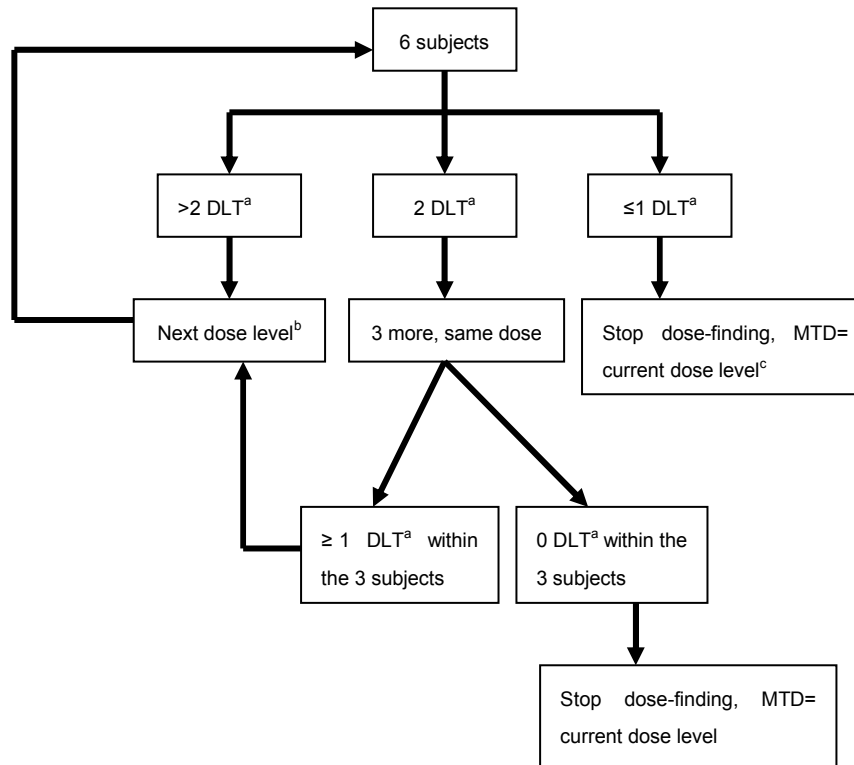 6 subjects
>2 DLTᵃ
2 DLTᵃ
≤1 DLTᵃ
Next dose levelᵇ
3 more, same dose
Stop dose-finding, MTD=
current dose levelᶜ
≥ 1 DLTᵃ within
the 3 subjects
0 DLTᵃ within the
3 subjects
Stop dose-finding, MTD=
current dose level